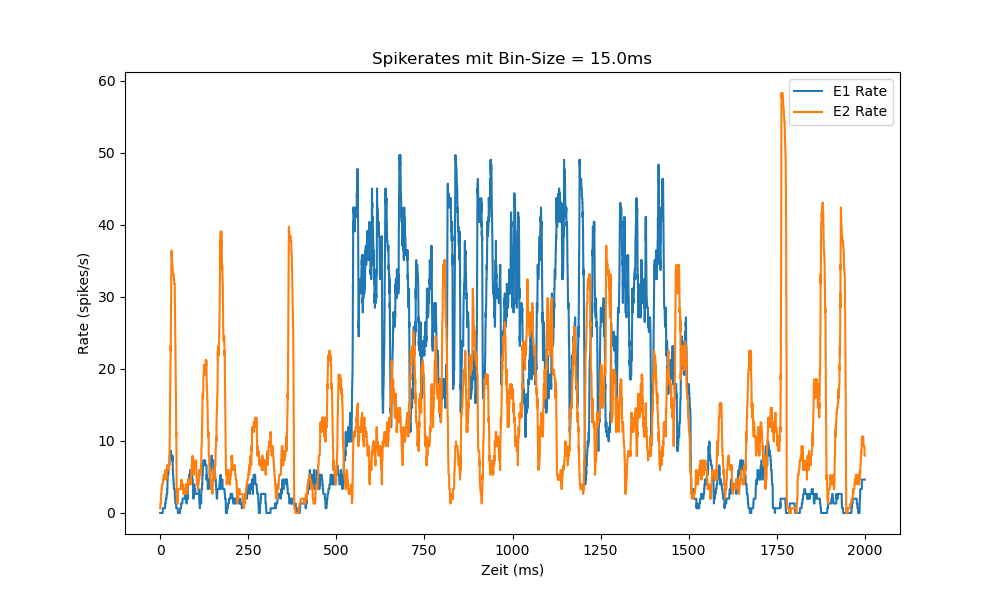 Spikerates mit Bin-Size = 15.0ms
E1 Rate
E2 Rate
Rate (spikes/s)
60
50
40
30
20
10
0
0 250 500 750 1000 1250 1500 1750 2000
Zeit (ms)